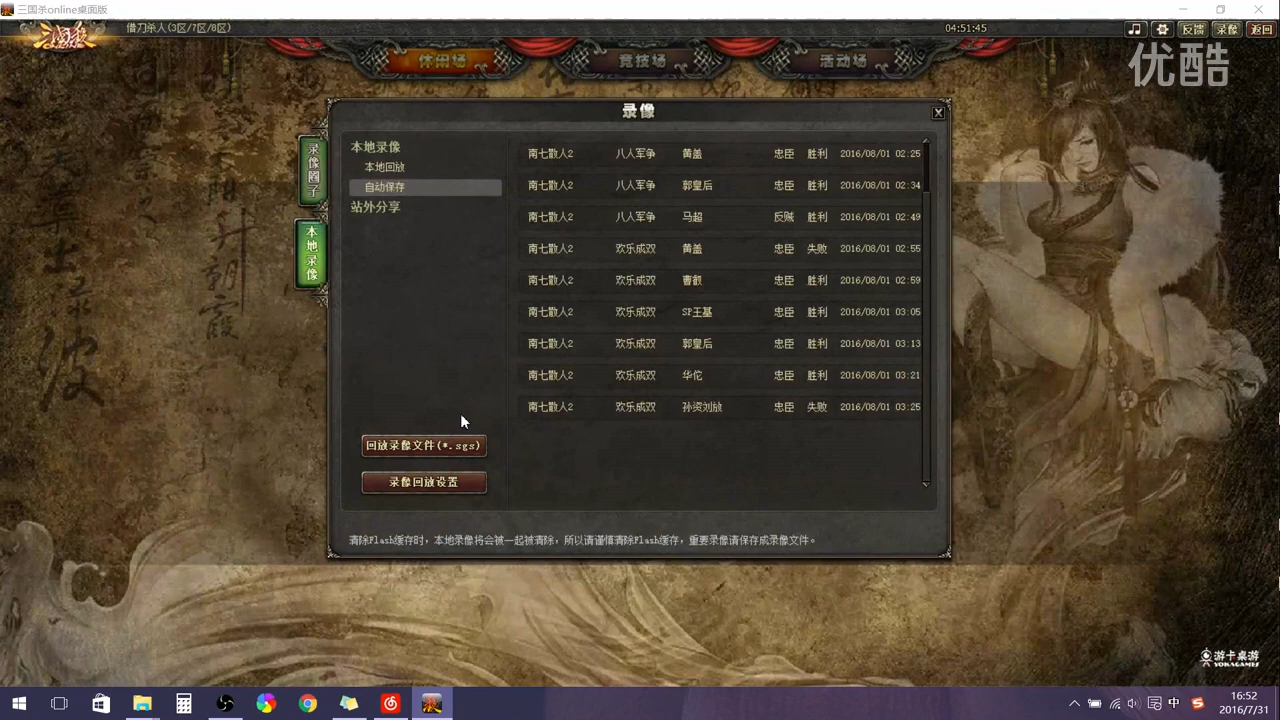 三国杀online桌面版
三国杀
借刀杀人(3区/7区/8区)
04:51:45
反馈
录像
返回
休闲场
竞技场
活动场
优酷
录像
录像圈子
本地录像
本地录像
本地回放
自动保存
站外分享
南七散人2 八人军争 黄盖 忠臣 胜利 2016/08/01 02:25
南七散人2 八人军争 郭皇后 忠臣 胜利 2016/08/01 02:34
南七散人2 八人军争 马超 反贼 胜利 2016/08/01 02:49
南七散人2 欢乐成双 黄盖 忠臣 失败 2016/08/01 02:55
南七散人2 欢乐成双 曹叡 忠臣 胜利 2016/08/01 02:59
南七散人2 欢乐成双 SP王基 忠臣 胜利 2016/08/01 03:05
南七散人2 欢乐成双 郭皇后 忠臣 胜利 2016/08/01 03:13
南七散人2 欢乐成双 华佗 忠臣 胜利 2016/08/01 03:21
南七散人2 欢乐成双 孙资刘放 忠臣 失败 2016/08/01 03:25
回放录像文件(*.sgs)
录像回放设置
清除Flash缓存时，本地录像将会被一起被清除，所以请谨慎清除Flash缓存，重要录像请保存成录像文件。
游卡桌游
YOKAGAMES
中
16:52
2016/7/31